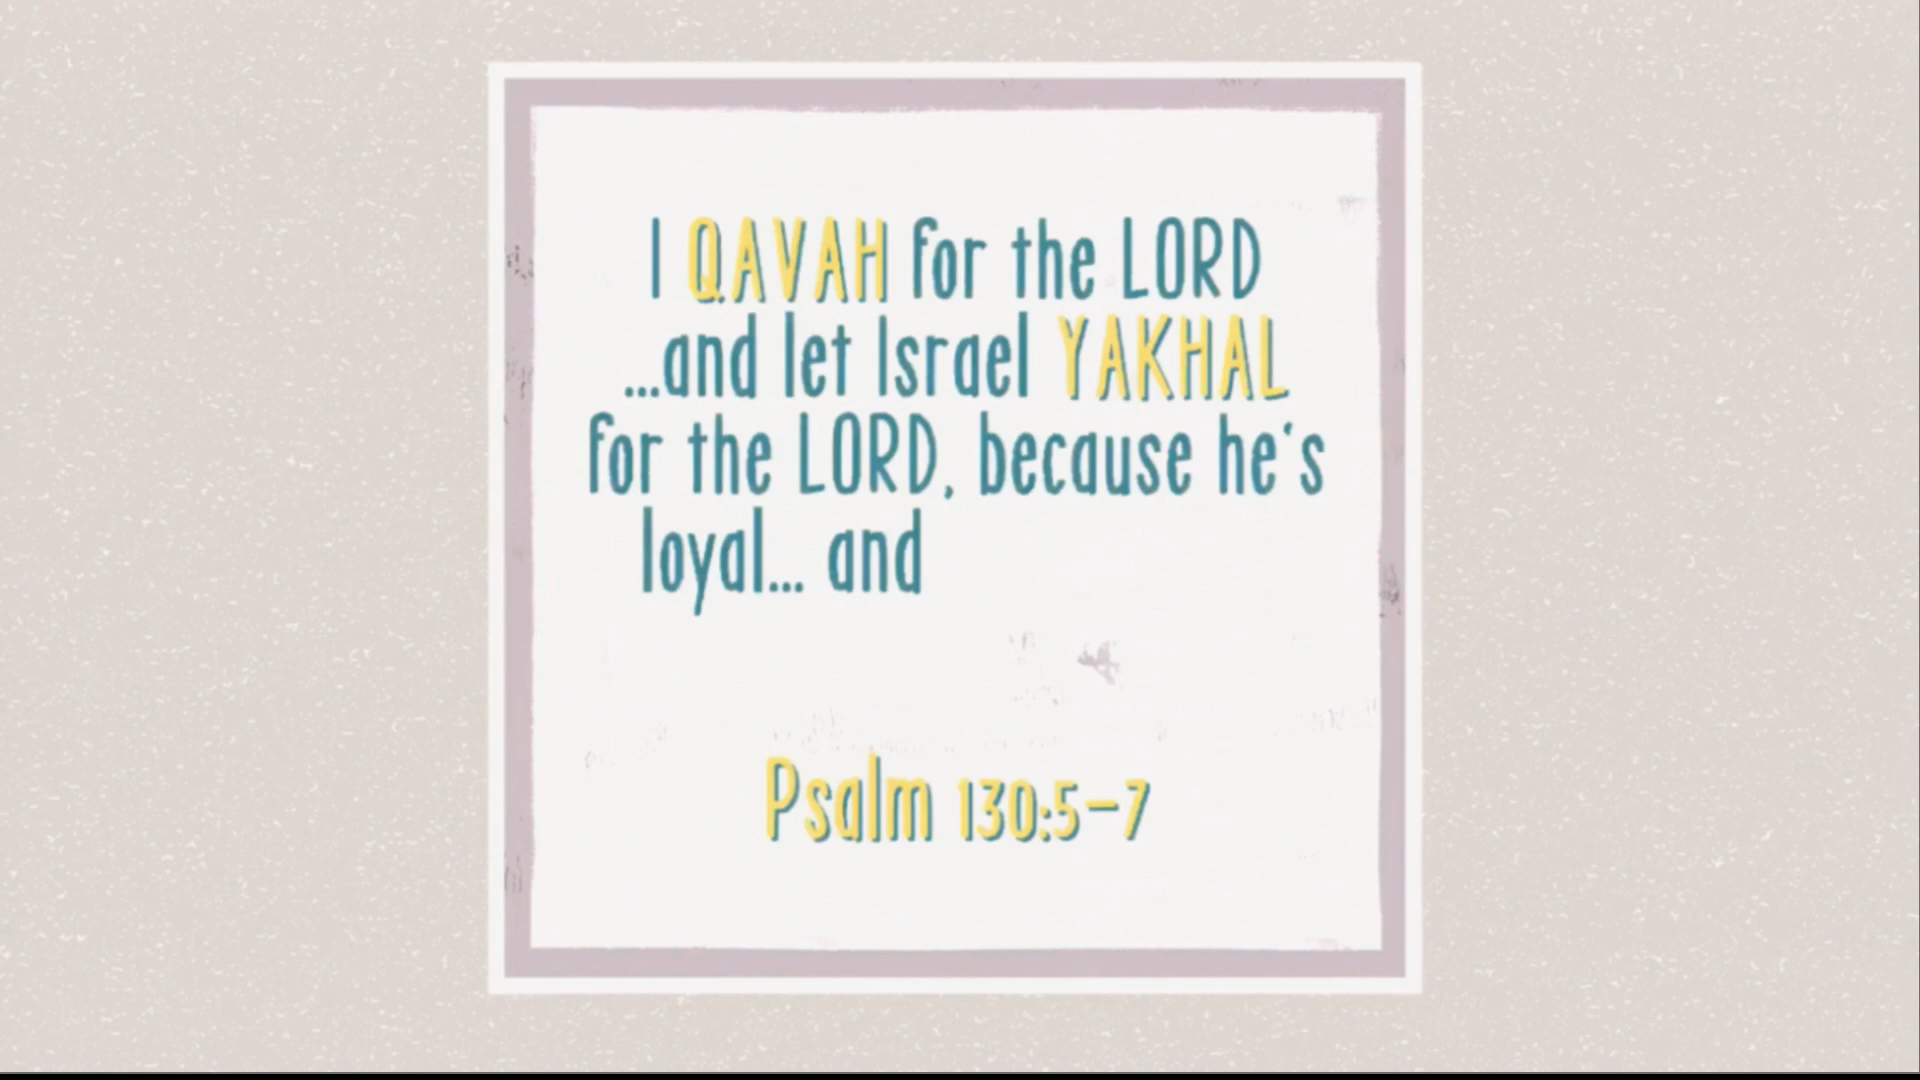 I QAVAH for the LORD
...and let Israel YAKHAL
for the LORD, because he's
loyal... and
Psalm 130:5-7